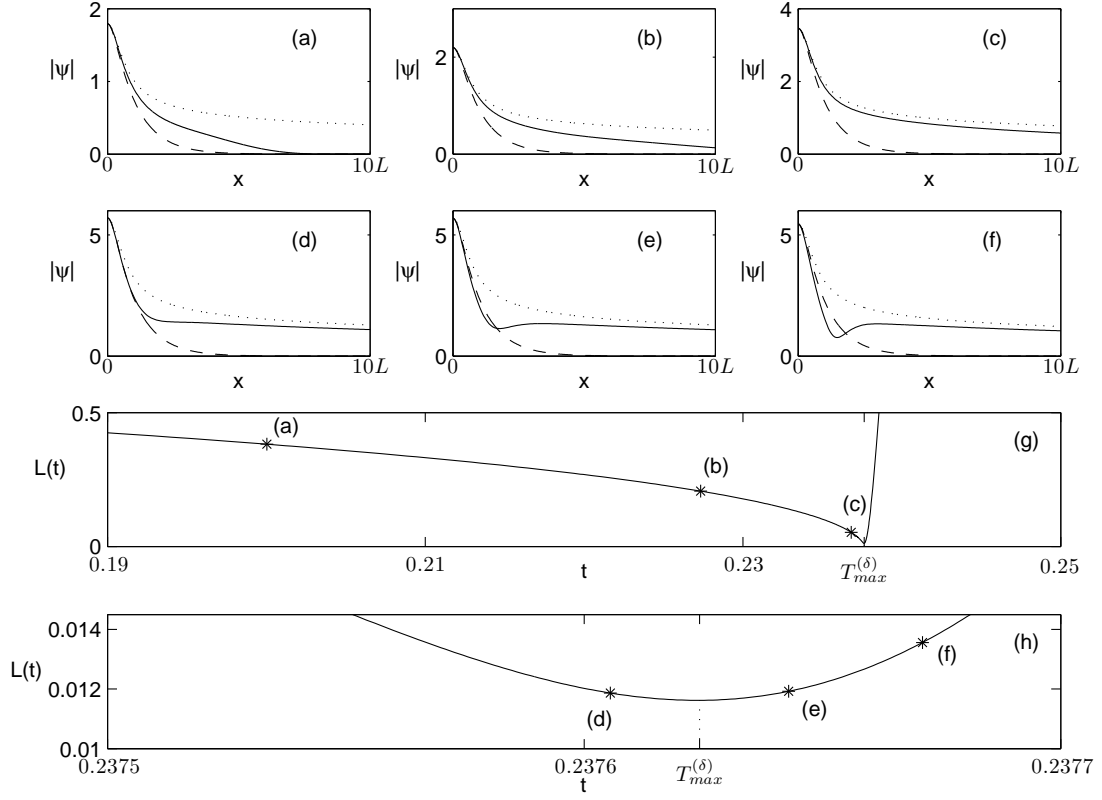 2
(a)
|ψ|
1
0
0
x
10L
(b)
2
|ψ|
0
0
x
10L
4
(c)
|ψ|
2
0
0
x
10L
5
(d)
|ψ|
0
0
x
10L
5
(e)
|ψ|
0
0
x
10L
5
(f)
|ψ|
0
0
x
10L
0.5
(a)
(g)
L(t)
(b)
(c)
0
0.19
0.21
t
0.23
T_{max}^{(δ)}
0.25
0.014
(h)
L(t)
(f)
0.012
(d)
(e)
0.01
0.2375
0.2376
t
T_{max}^{(δ)}
0.2377